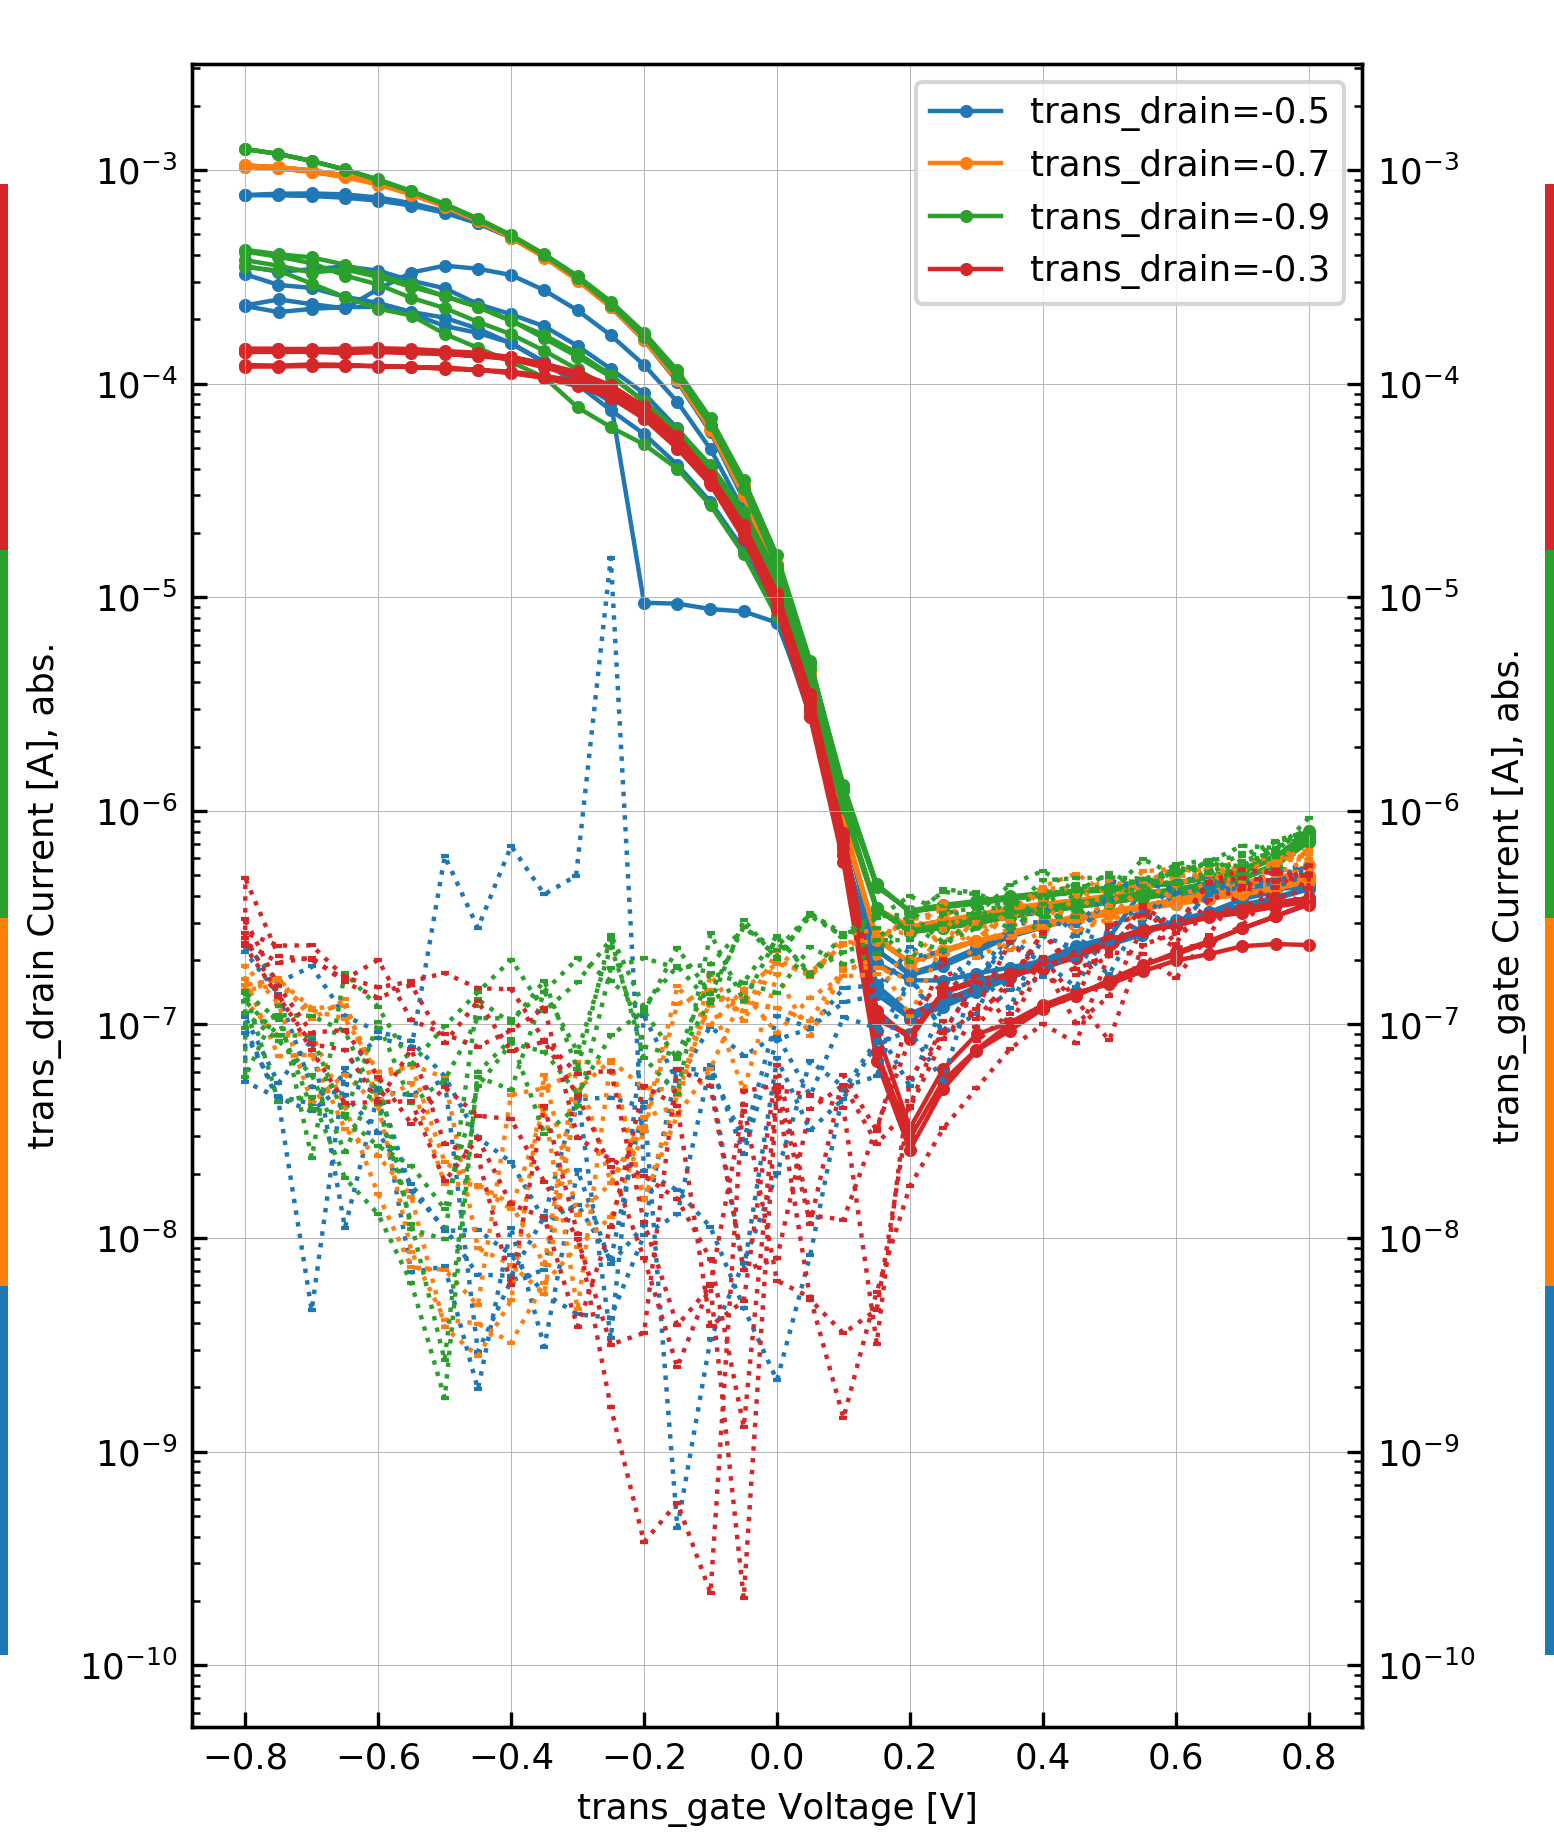 trans_drain=-0.5
trans_drain=-0.7
trans_drain=-0.9
trans_drain=-0.3
10⁻³
10⁻⁴
10⁻⁵
10⁻⁶
10⁻⁷
10⁻⁸
10⁻⁹
10⁻¹⁰
trans_drain Current [A], abs.
10⁻³
10⁻⁴
10⁻⁵
10⁻⁶
10⁻⁷
10⁻⁸
10⁻⁹
10⁻¹⁰
trans_gate Current [A], abs.
−0.8 −0.6 −0.4 −0.2 0.0 0.2 0.4 0.6 0.8
trans_gate Voltage [V]